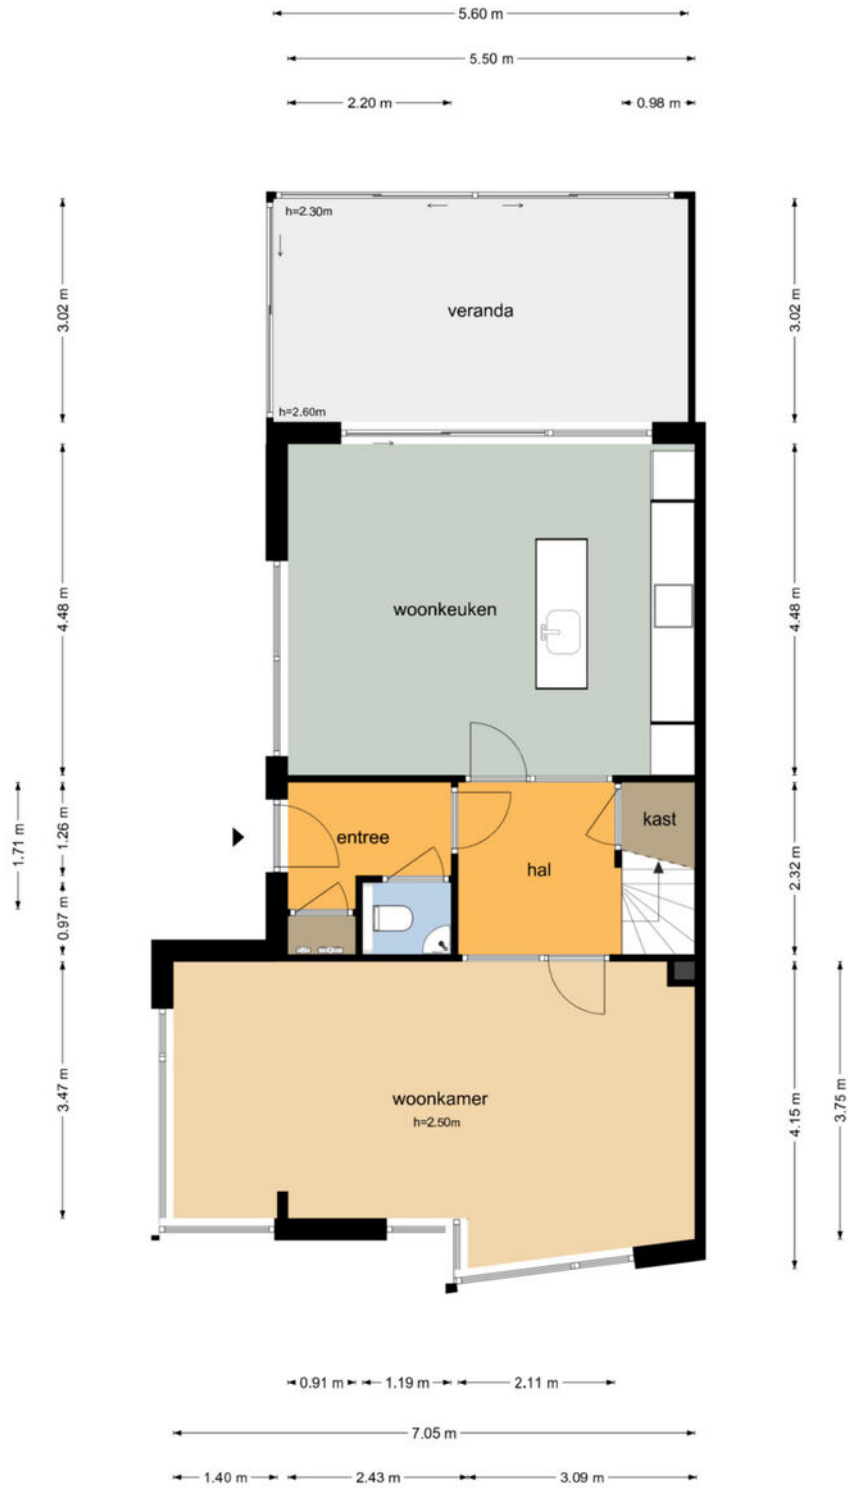 5.60 m
5.50 m
2.20 m
0.98 m
h=2.30m
3.02 m
veranda
3.02 m
h=2.60m
4.48 m
woonkeuken
4.48 m
1.71 m
1.26 m
entree
kast
hal
2.32 m
0.97 m
3.47 m
woonkamer
h=2.50m
4.15 m
3.75 m
0.91 m
1.19 m
2.11 m
7.05 m
1.40 m
2.43 m
3.09 m